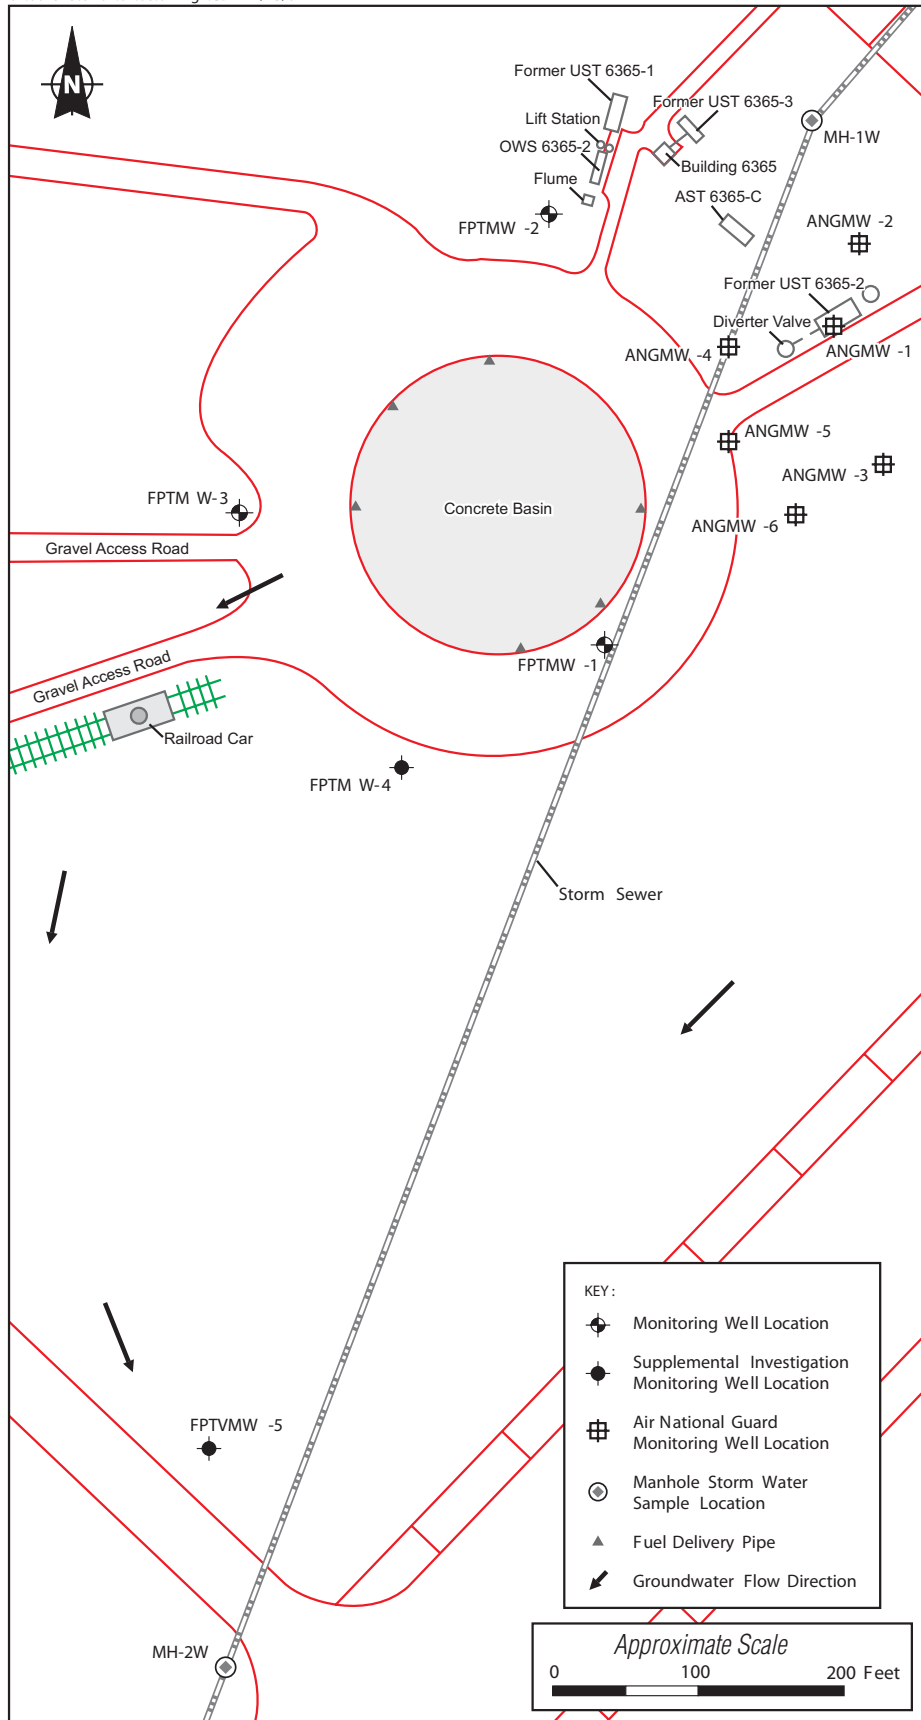 N
Former UST 6365-1
Former UST 6365-3
Lift Station
OWS 6365-2
MH-1W
Building 6365
Flume
AST 6365-C
FPTMW -2
ANGMW -2
Former UST 6365-2
Diverter Valve
ANGMW -4
ANGMW -1
ANGMW -5
ANGMW -3
FPTM W-3
Concrete Basin
ANGMW -6
Gravel Access Road
FPTMW -1
Gravel Access Road
Railroad Car
FPTM W-4
Storm Sewer
KEY :
Monitoring Well Location
Supplemental Investigation
Monitoring Well Location
Air National Guard
Monitoring Well Location
Manhole Storm Water
Sample Location
Fuel Delivery Pipe
Groundwater Flow Direction
FPTVMW -5
MH-2W
Approximate Scale
0 100 200 Feet